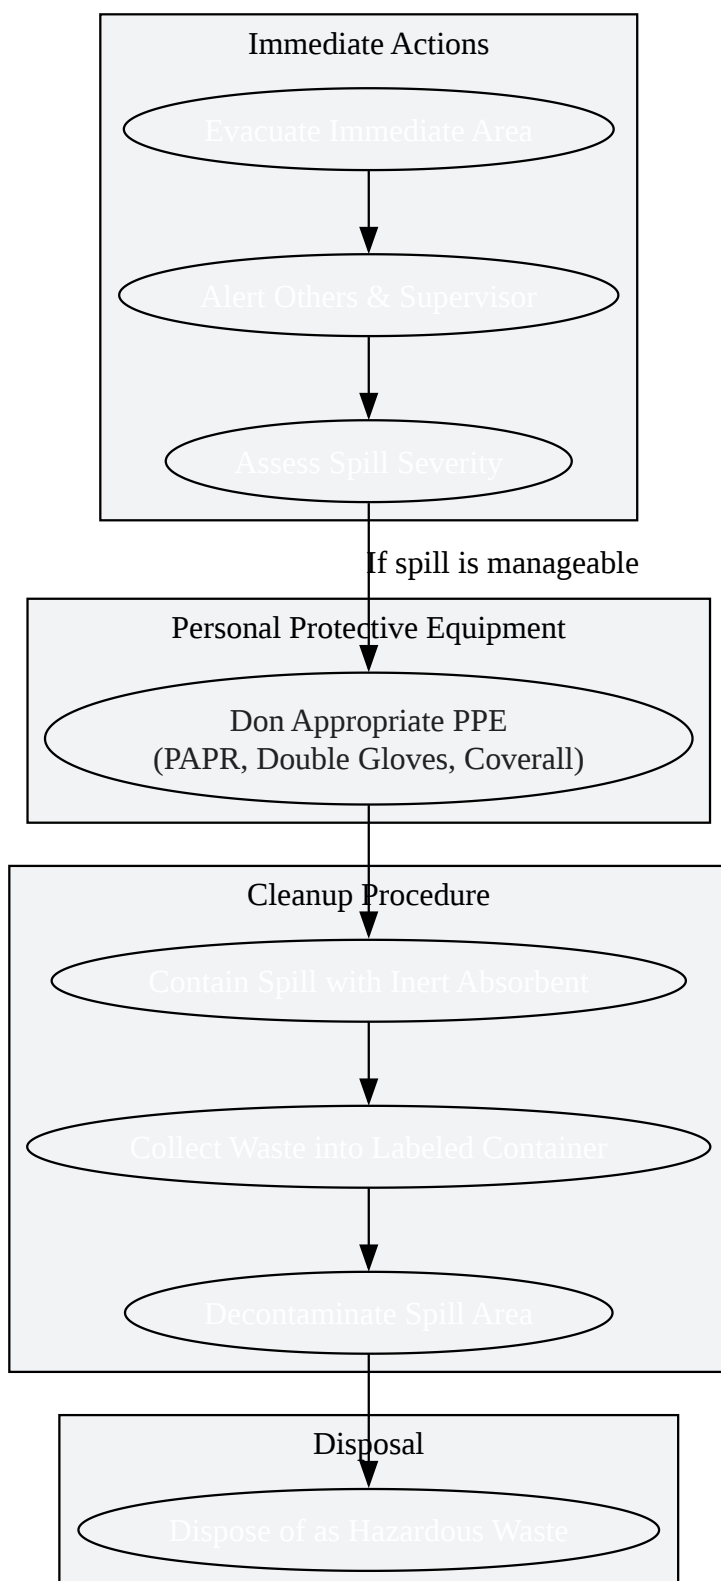 Immediate Actions
Evacuate Immediate Area
Alert Others & Supervisor
Assess Spill Severity
If spill is manageable
Personal Protective Equipment
Don Appropriate PPE
(PAPR, Double Gloves, Coverall)
Cleanup Procedure
Contain Spill with Inert Absorbent
Collect Waste into Labeled Container
Decontaminate Spill Area
Disposal
Dispose of as Hazardous Waste